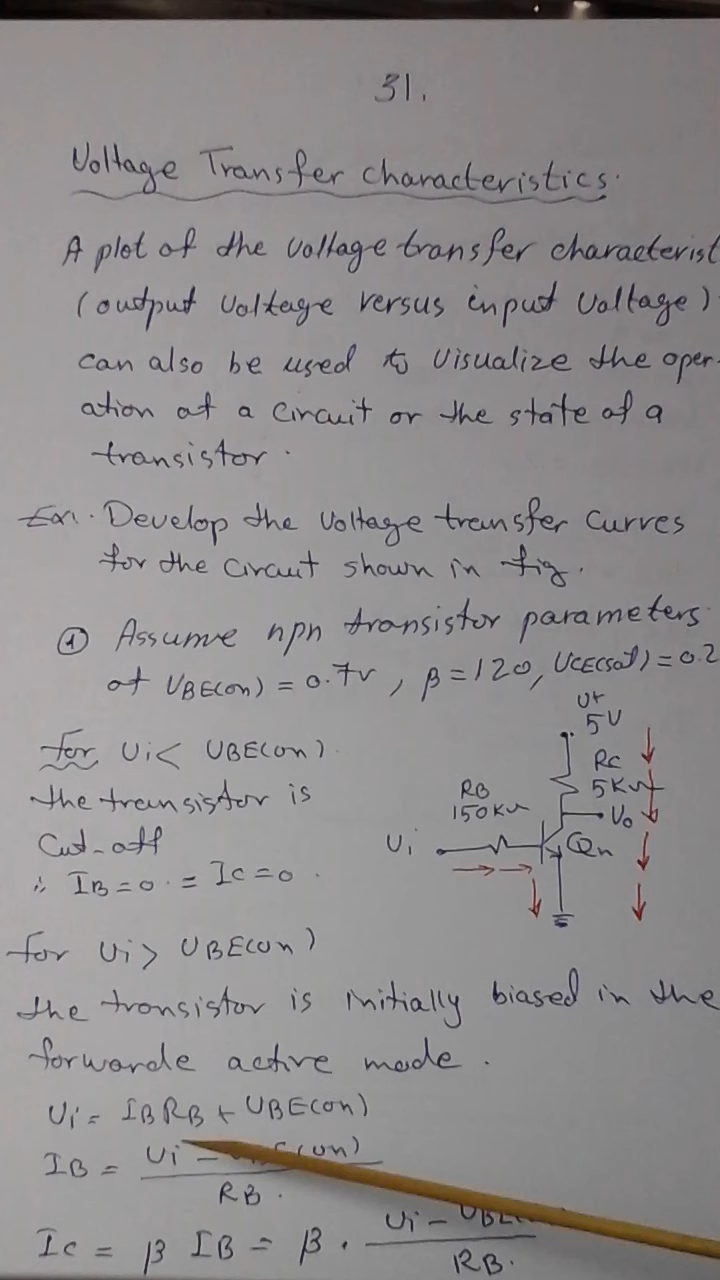 31.
Voltage Transfer characteristics.
A plot of the voltage transfer characterist
(output voltage versus input voltage)
can also be used to visualize the oper-
ation of a circuit or the state of a
transistor.
Ex. Develop the voltage transfer curves
for the circuit shown in fig.
① Assume npn transistor parameters
of VBE(on) = 0.7V, β = 120, VCE(sat) = 0.2
V+
5V
for Vi < VBE(on)
RC
5KΩ
the transistor is
RB
150KΩ
Vo
Cut-off
Vi
Qn
∴ IB = 0 . = IC = 0 .
for Vi > VBE(on)
the transistor is initially biased in the
forwarde active mode .
Vi = IB RB + VBE(on)
IB = Vi - (on) / RB .
Ic = β IB = β . Vi - VBE / RB .